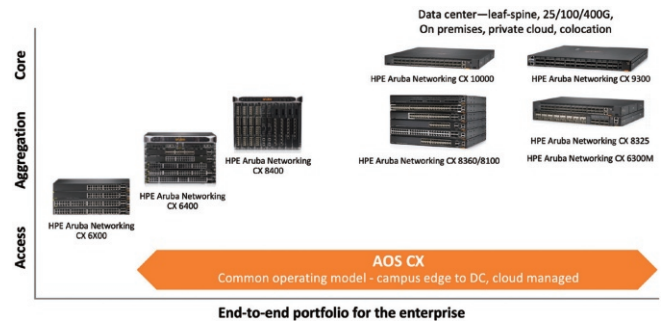 Data center—leaf-spine, 25/100/400G,
On premises, private cloud, colocation
Core
HPE Aruba Networking CX 10000
HPE Aruba Networking CX 9300
Aggregation
HPE Aruba Networking
CX 8400
HPE Aruba Networking CX 8360/8100
HPE Aruba Networking CX 8325
HPE Aruba Networking CX 6300M
HPE Aruba Networking
CX 6400
HPE Aruba Networking
CX 6X00
Access
AOS CX
Common operating model - campus edge to DC, cloud managed
End-to-end portfolio for the enterprise